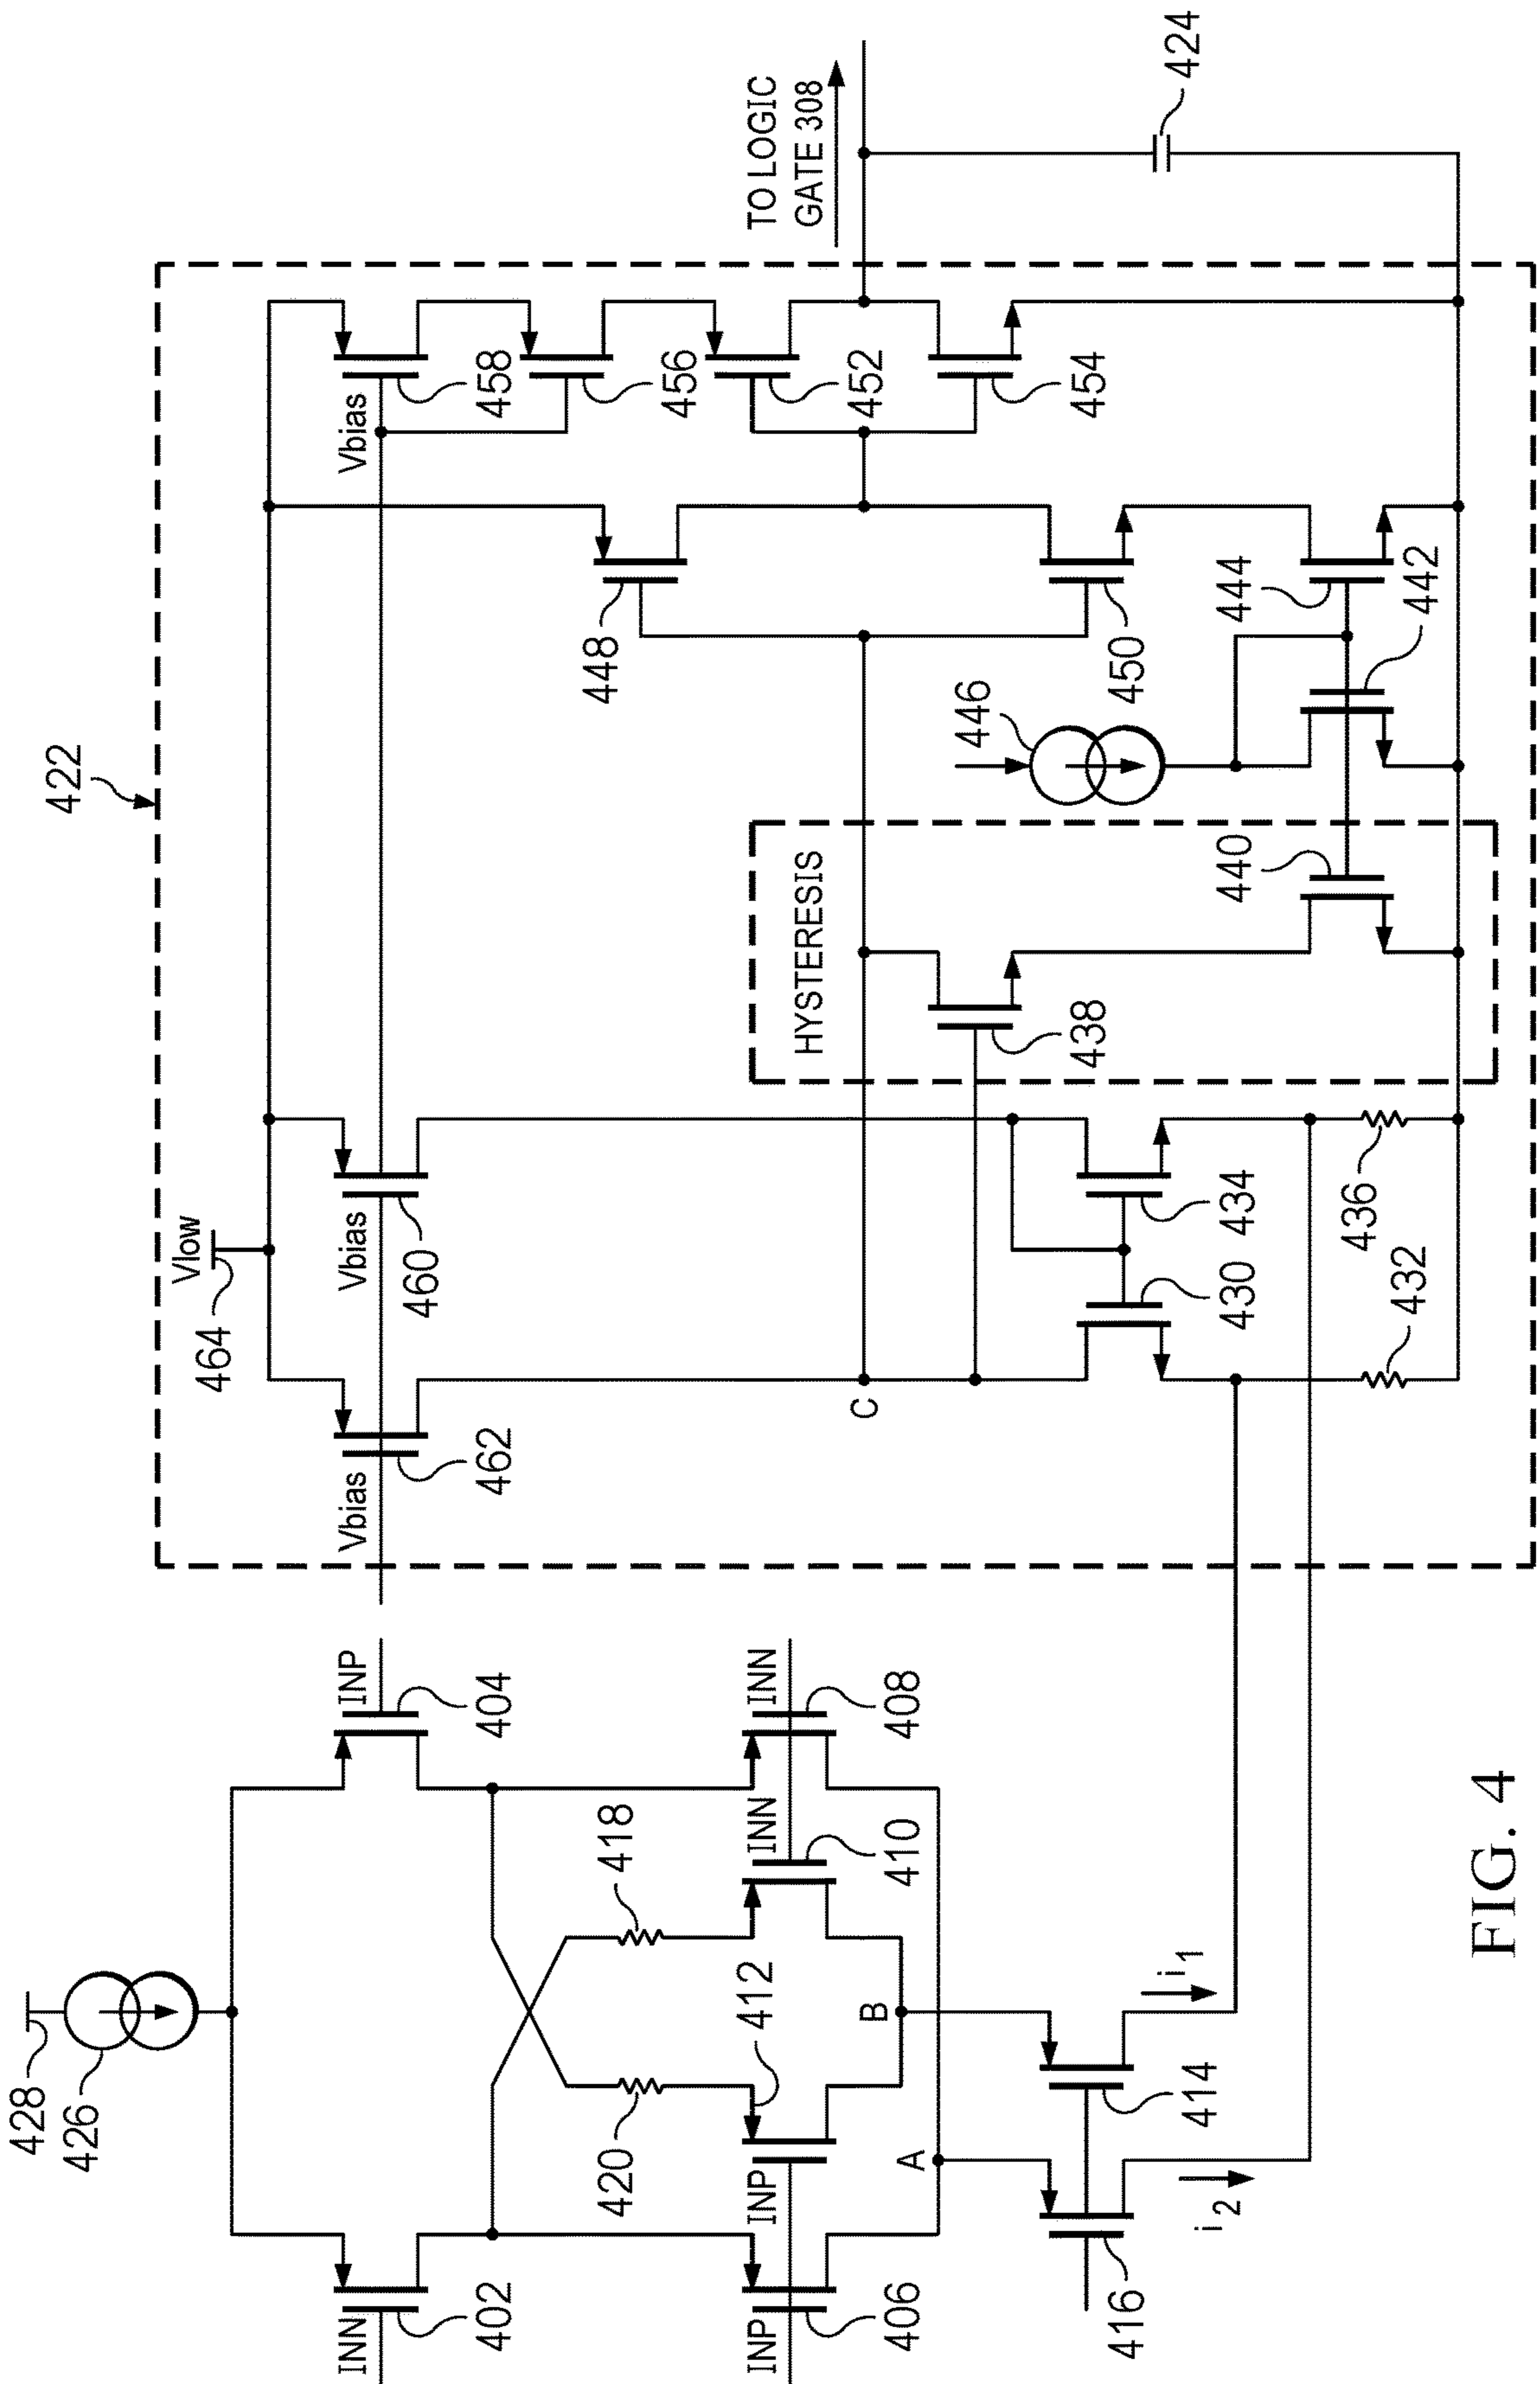 428
426
INN
402
INP
404
420
418
INP
406
412
INN
410
INN
408
A
B
416
414
i2
i1
422
464
Vlow
Vbias
462
Vbias
460
Vbias
458
456
452
454
C
448
450
446
HYSTERESIS
438
440
444
442
430
434
432
436
TO LOGIC
GATE 308
424
FIG. 4